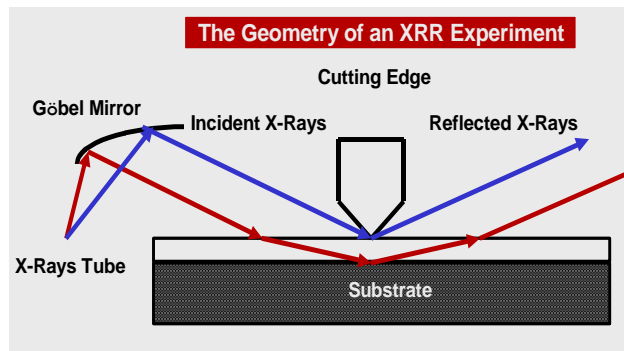 The Geometry of an XRR Experiment
Cutting Edge
Göbel Mirror
Incident X-Rays
Reflected X-Rays
X-Rays Tube
Substrate